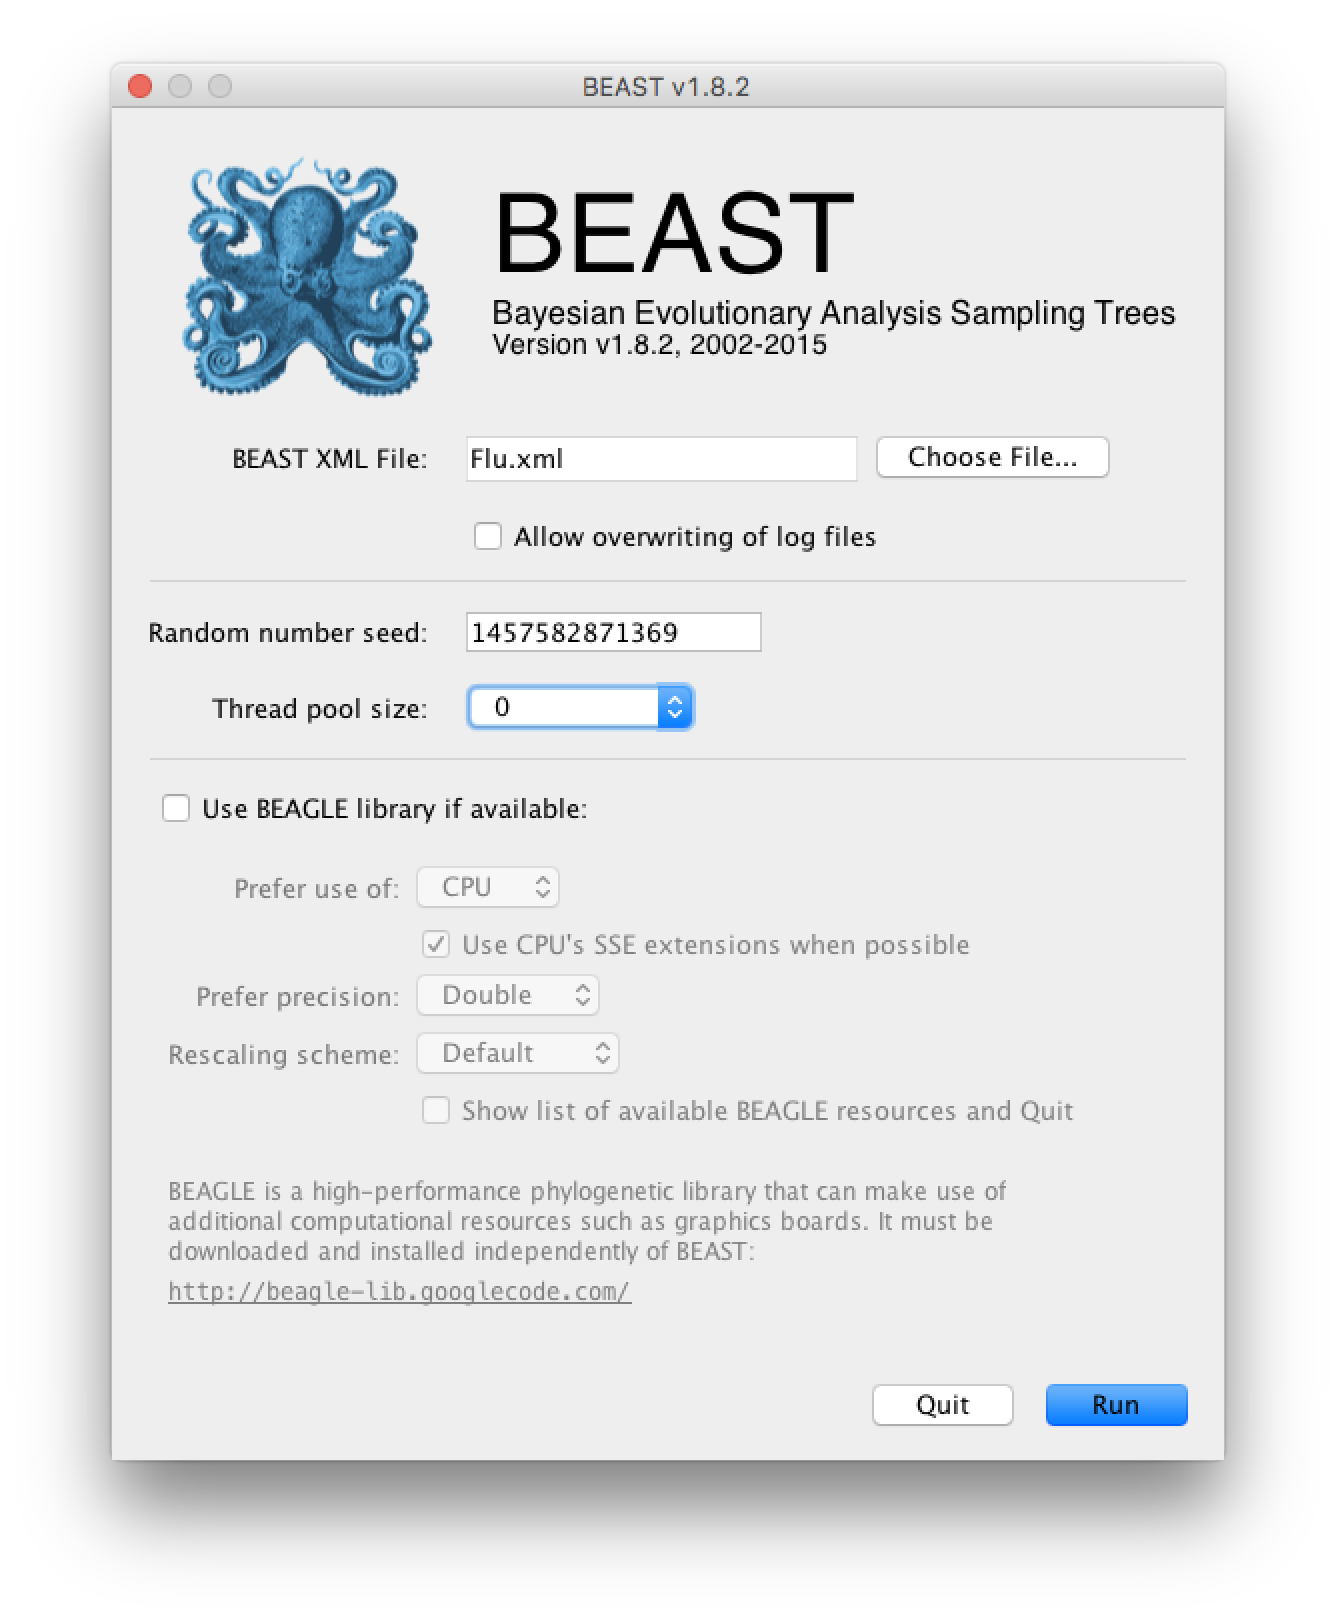 BEAST v1.8.2
BEAST
Bayesian Evolutionary Analysis Sampling Trees
Version v1.8.2, 2002-2015
BEAST XML File: Flu.xml Choose File...
Allow overwriting of log files
Random number seed: 1457582871369
Thread pool size: 0
Use BEAGLE library if available:
Prefer use of: CPU
Use CPU's SSE extensions when possible
Prefer precision: Double
Rescaling scheme: Default
Show list of available BEAGLE resources and Quit
BEAGLE is a high-performance phylogenetic library that can make use of
additional computational resources such as graphics boards. It must be
downloaded and installed independently of BEAST:
http://beagle-lib.googlecode.com/
Quit Run